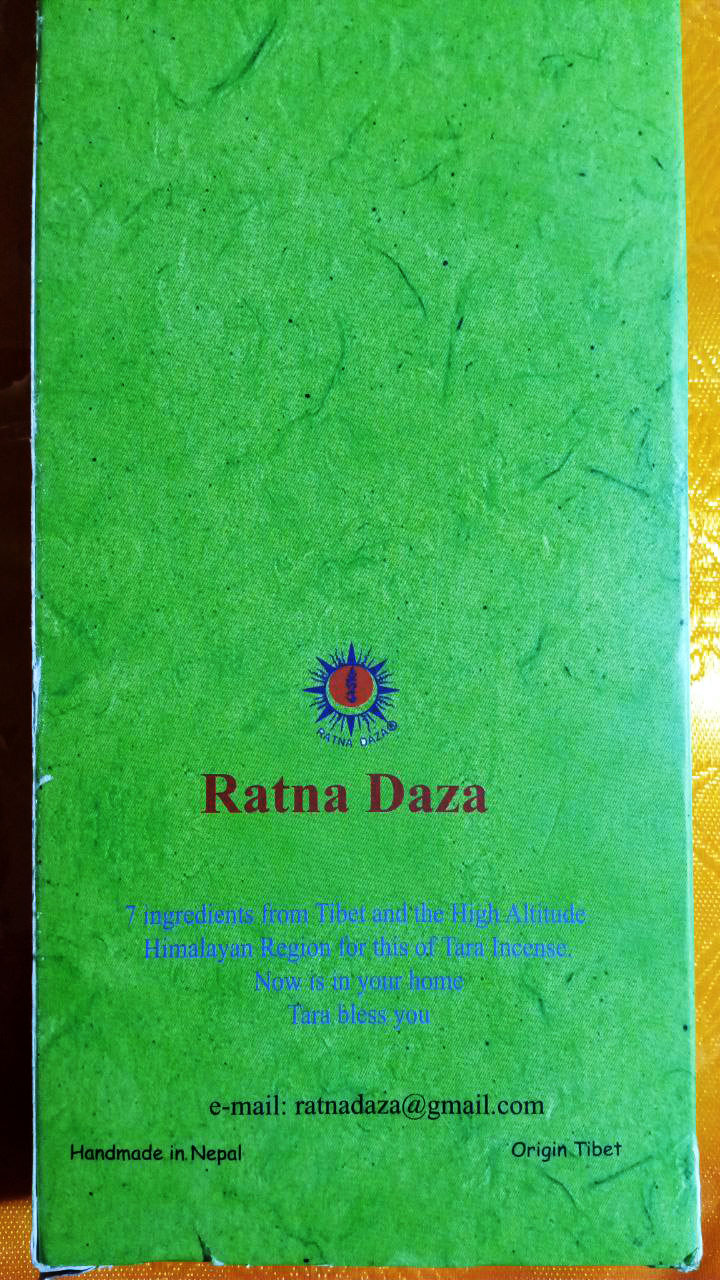 RATNA DAZA®
Ratna Daza
7 ingredients from Tibet and the High Altitude
Himalayan Region for this of Tara Incense.
Now is in your home
Tara bless you
e-mail: ratnadaza@gmail.com
Handmade in Nepal
Origin Tibet